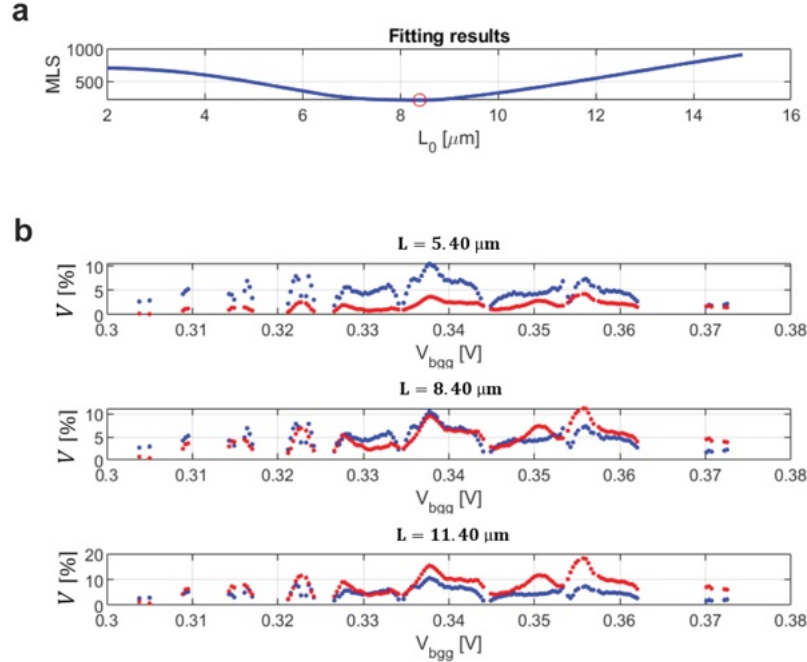 a
Fitting results
1000
500
MLS
2 4 6 8 10 12 14 16
L₀ [μm]
b
L = 5.40 μm
10
5
0
V [%]
0.3 0.31 0.32 0.33 0.34 0.35 0.36 0.37 0.38
V_bgg [V]
L = 8.40 μm
10
5
0
V [%]
0.3 0.31 0.32 0.33 0.34 0.35 0.36 0.37 0.38
V_bgg [V]
L = 11.40 μm
20
10
0
V [%]
0.3 0.31 0.32 0.33 0.34 0.35 0.36 0.37 0.38
V_bgg [V]